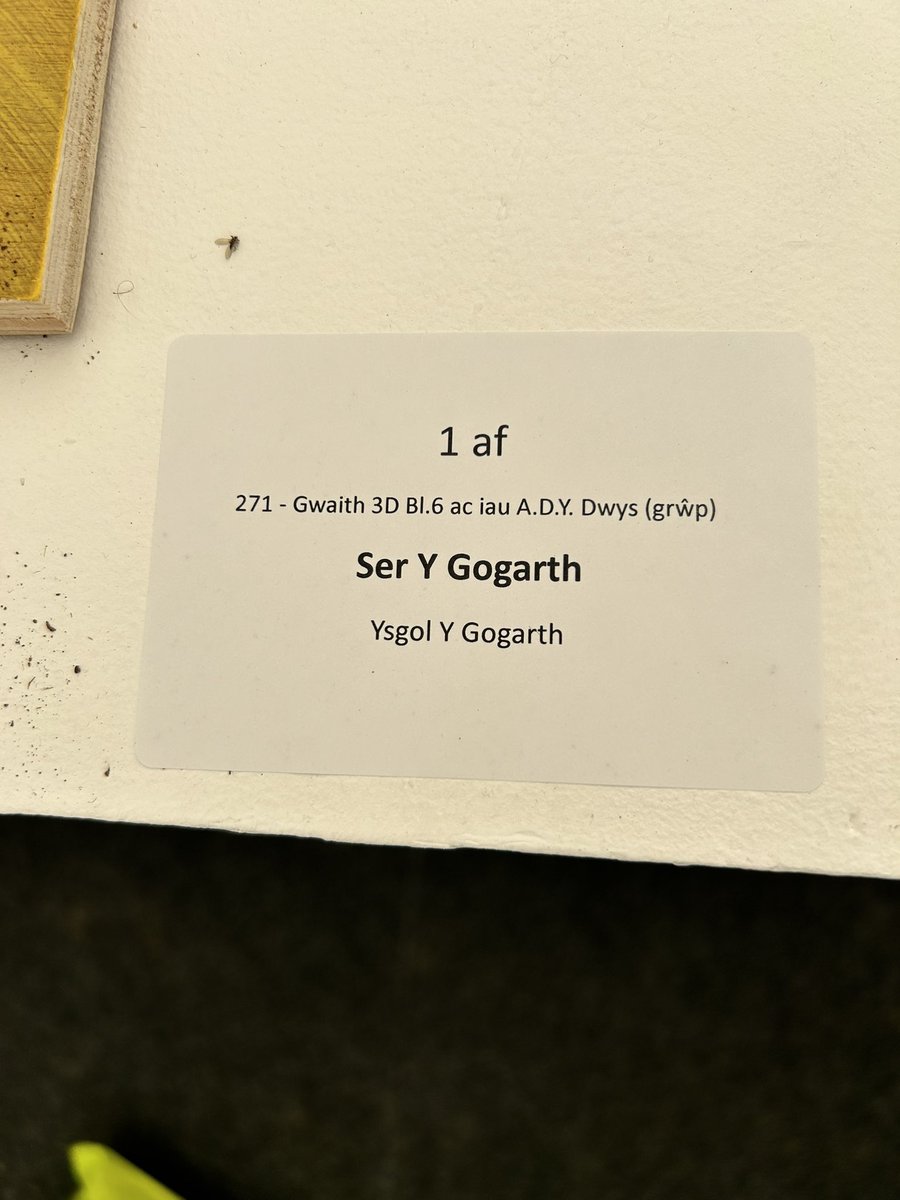 1 af
271 - Gwaith 3D Bl.6 ac iau A.D.Y. Dwys (grŵp)
Ser Y Gogarth
Ysgol Y Gogarth